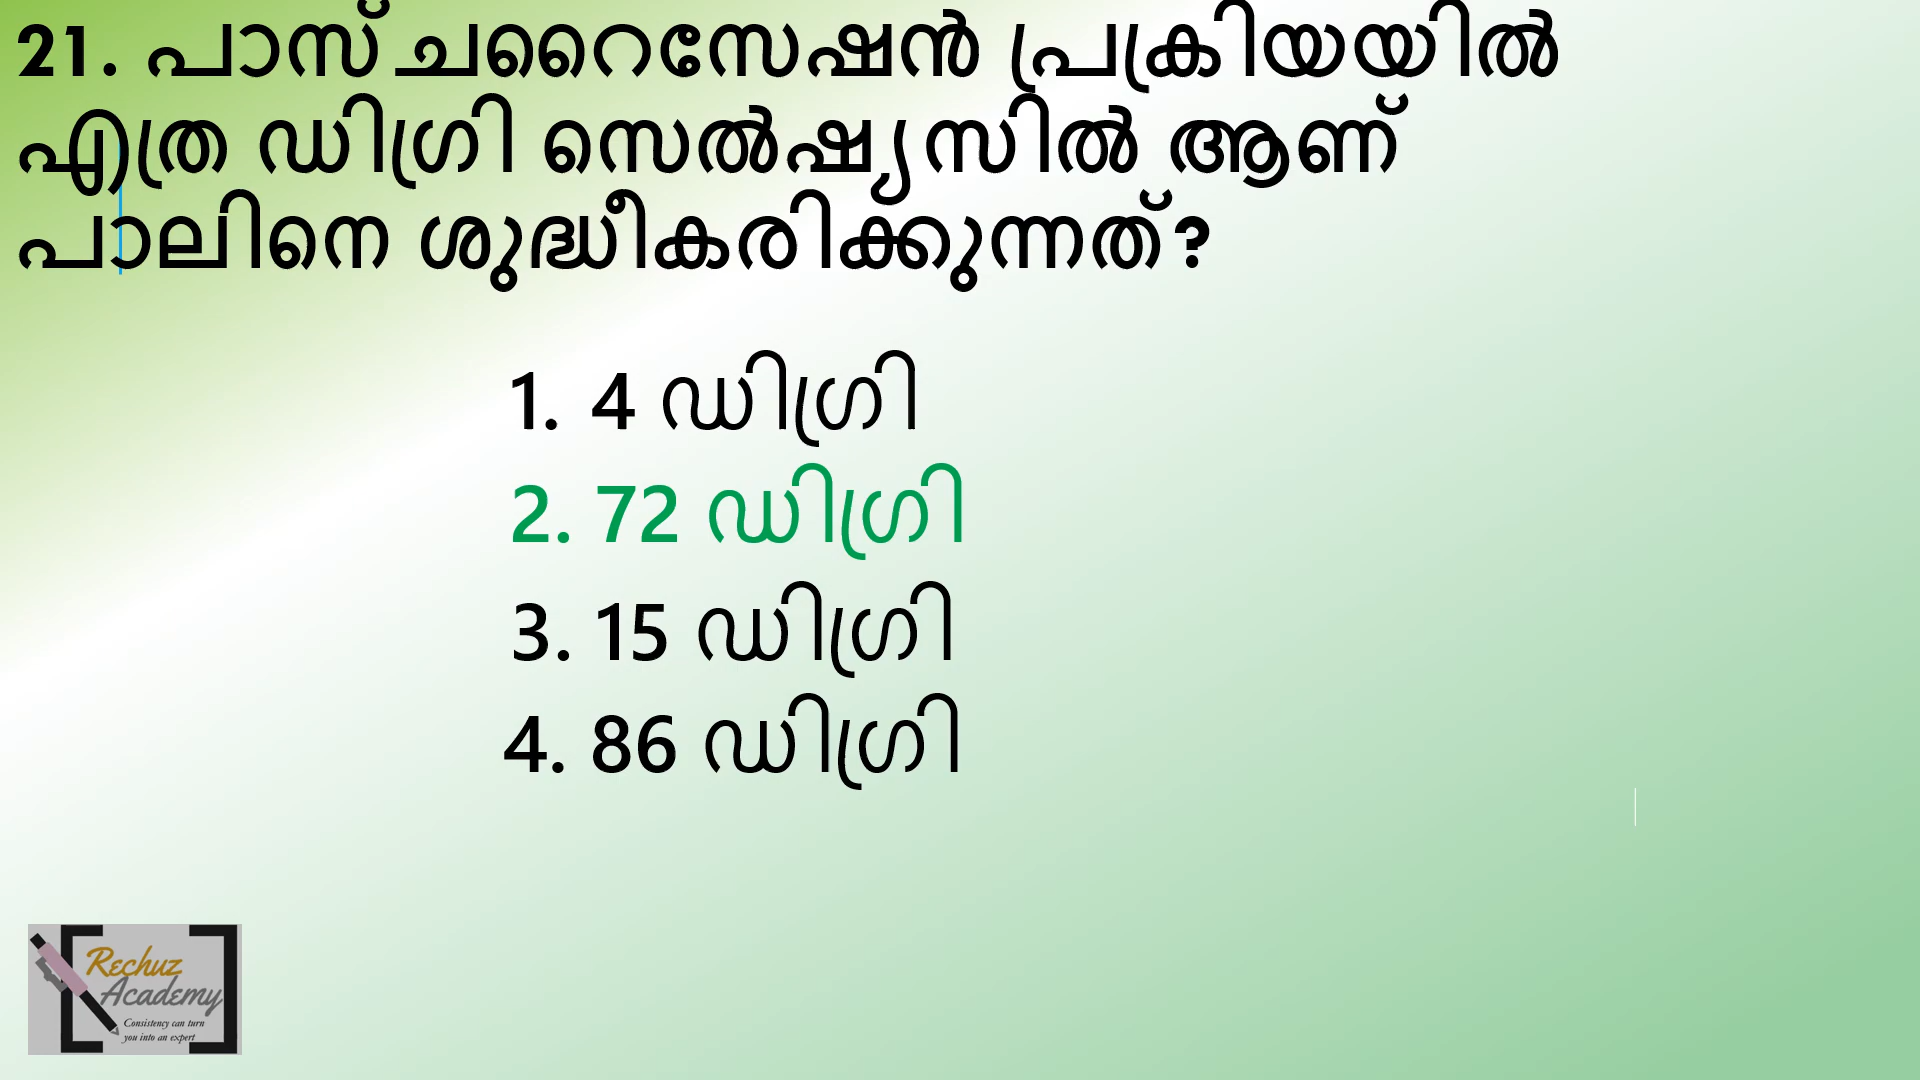 21. പാസ്ചറൈസേഷൻ പ്രക്രിയയിൽ
എത്ര ഡിഗ്രി സെൽഷ്യസിൽ ആണ്
പാലിനെ ശുദ്ധീകരിക്കുന്നത്?
1. 4 ഡിഗ്രി
2. 72 ഡിഗ്രി
3. 15 ഡിഗ്രി
4. 86 ഡിഗ്രി
Rechuz
Academy
Consistency can turn
you into an expert